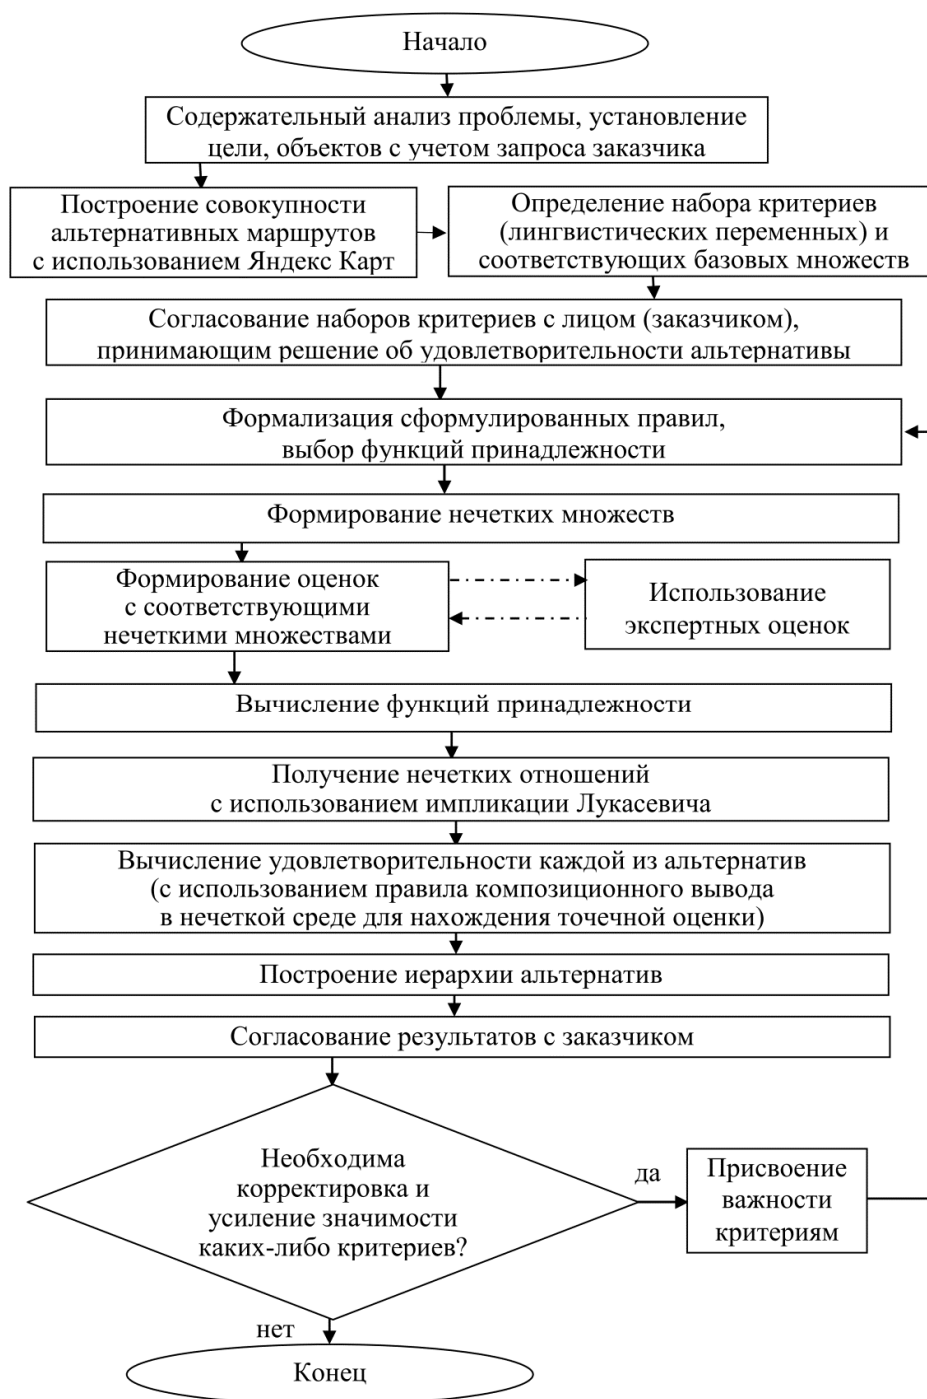 Начало
Содержательный анализ проблемы, установление
цели, объектов с учетом запроса заказчика
Построение совокупности
альтернативных маршрутов
с использованием Яндекс Карт
Определение набора критериев
(лингвистических переменных) и
соответствующих базовых множеств
Согласование наборов критериев с лицом (заказчиком),
принимающим решение об удовлетворительности альтернативы
Формализация сформулированных правил,
выбор функций принадлежности
Формирование нечетких множеств
Формирование оценок
с соответствующими
нечеткими множествами
Использование
экспертных оценок
Вычисление функций принадлежности
Получение нечетких отношений
с использованием импликации Лукасевича
Вычисление удовлетворительности каждой из альтернатив
(с использованием правила композиционного вывода
в нечеткой среде для нахождения точечной оценки)
Построение иерархии альтернатив
Согласование результатов с заказчиком
Необходима
корректировка и
усиление значимости
каких-либо критериев?
да
Присвоение
важности
критериям
нет
Конец